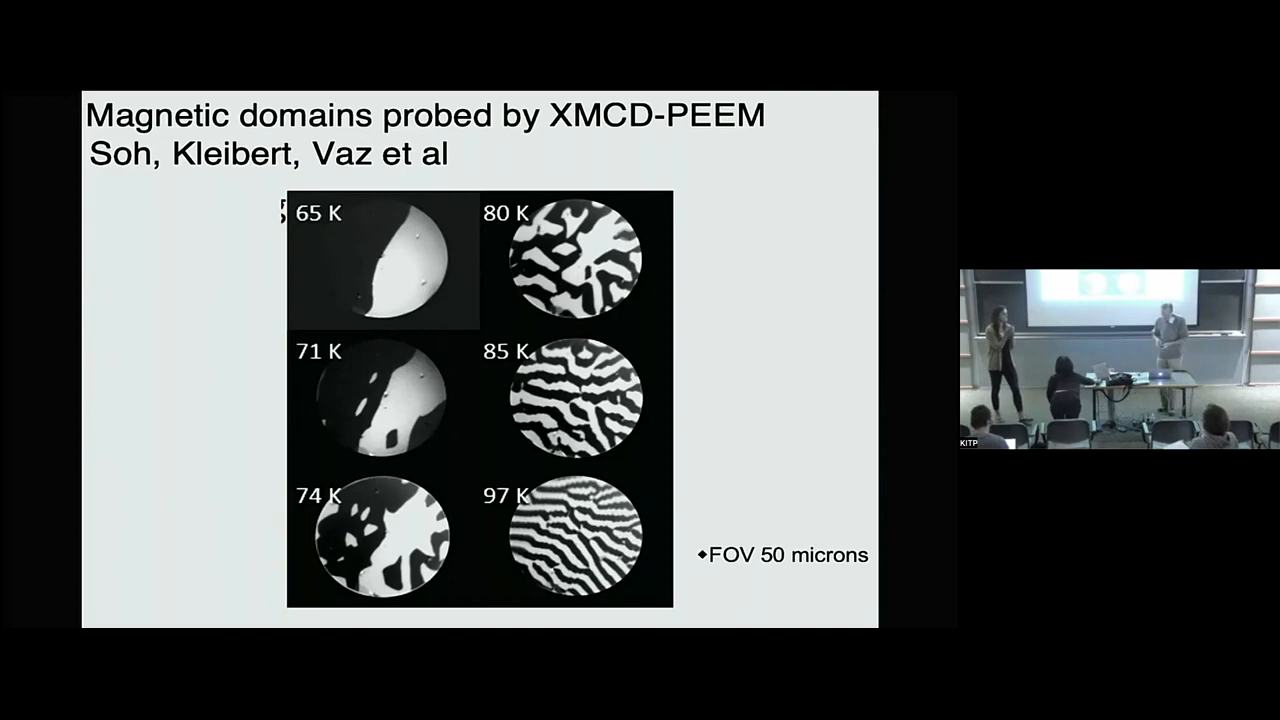 Magnetic domains probed by XMCD-PEEM
Soh, Kleibert, Vaz et al
65 K
80 K
71 K
85 K
74 K
97 K
◆FOV 50 microns
KITP